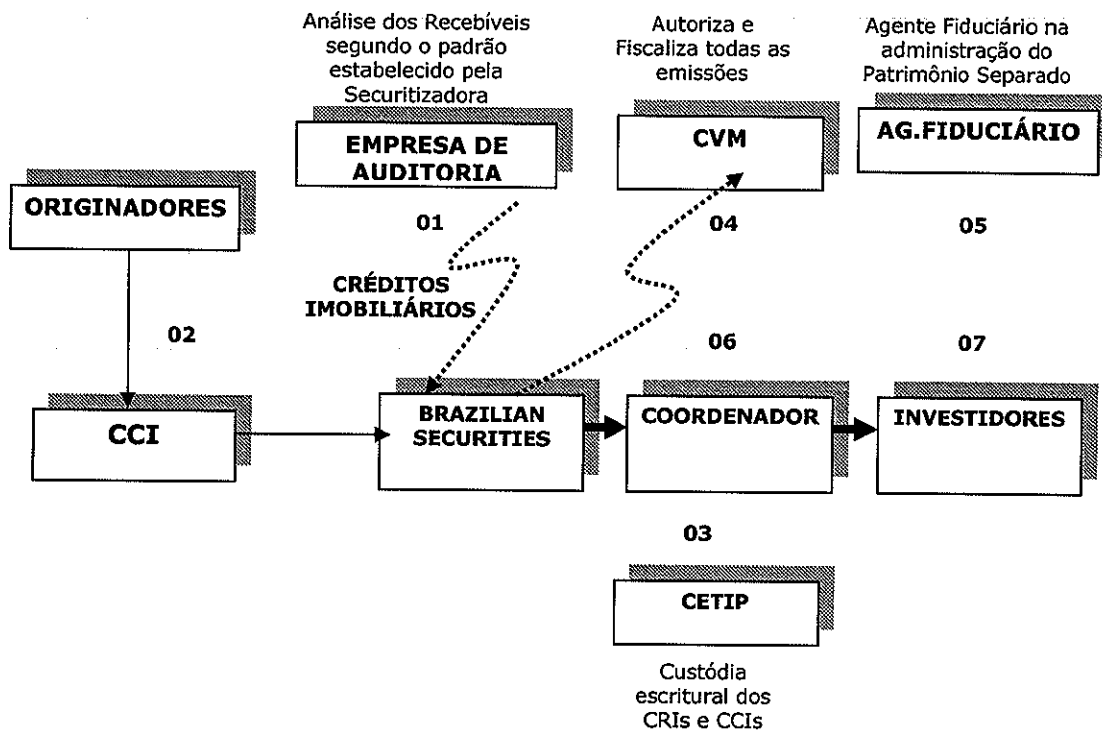 Análise dos Recebíveis
segundo o padrão
estabelecido pela
Securitizadora
Autoriza e
Fiscaliza todas as
emissões
Agente Fiduciário na
administração do
Patrimônio Separado
EMPRESA DE
AUDITORIA
CVM
AG.FIDUCIÁRIO
ORIGINADORES
01
04
05
CRÉDITOS
IMOBILIÁRIOS
02
06
07
CCI
BRAZILIAN
SECURITIES
COORDENADOR
INVESTIDORES
03
CETIP
Custódia
escritural dos
CRIs e CCIs